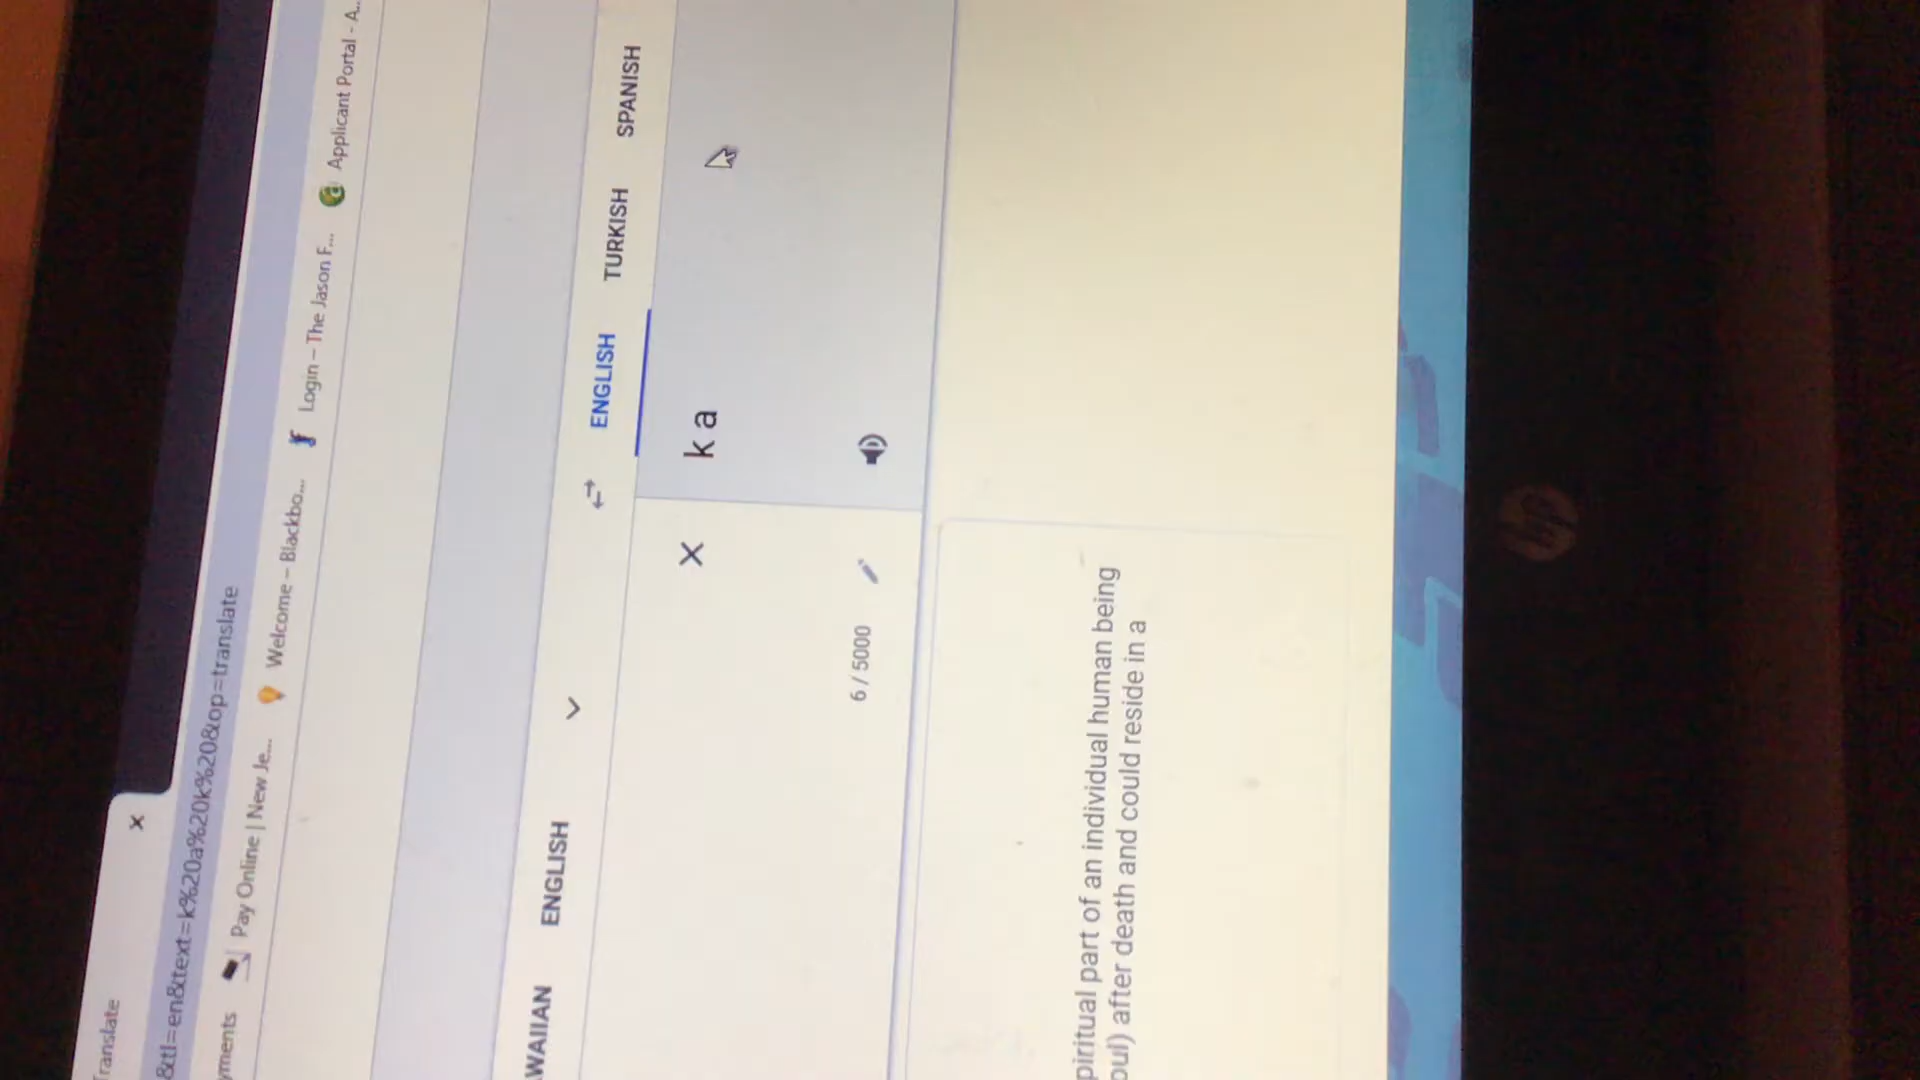 Translate ×
&tl=en&text=k%20a%20k%20&op=translate
yments Pay Online | New Je... Welcome – Blackbo... Login – The Jason F... Applicant Portal - A...
WAIIAN ENGLISH ENGLISH TURKISH SPANISH
k a
6 / 5000
piritual part of an individual human being
oul) after death and could reside in a
hp